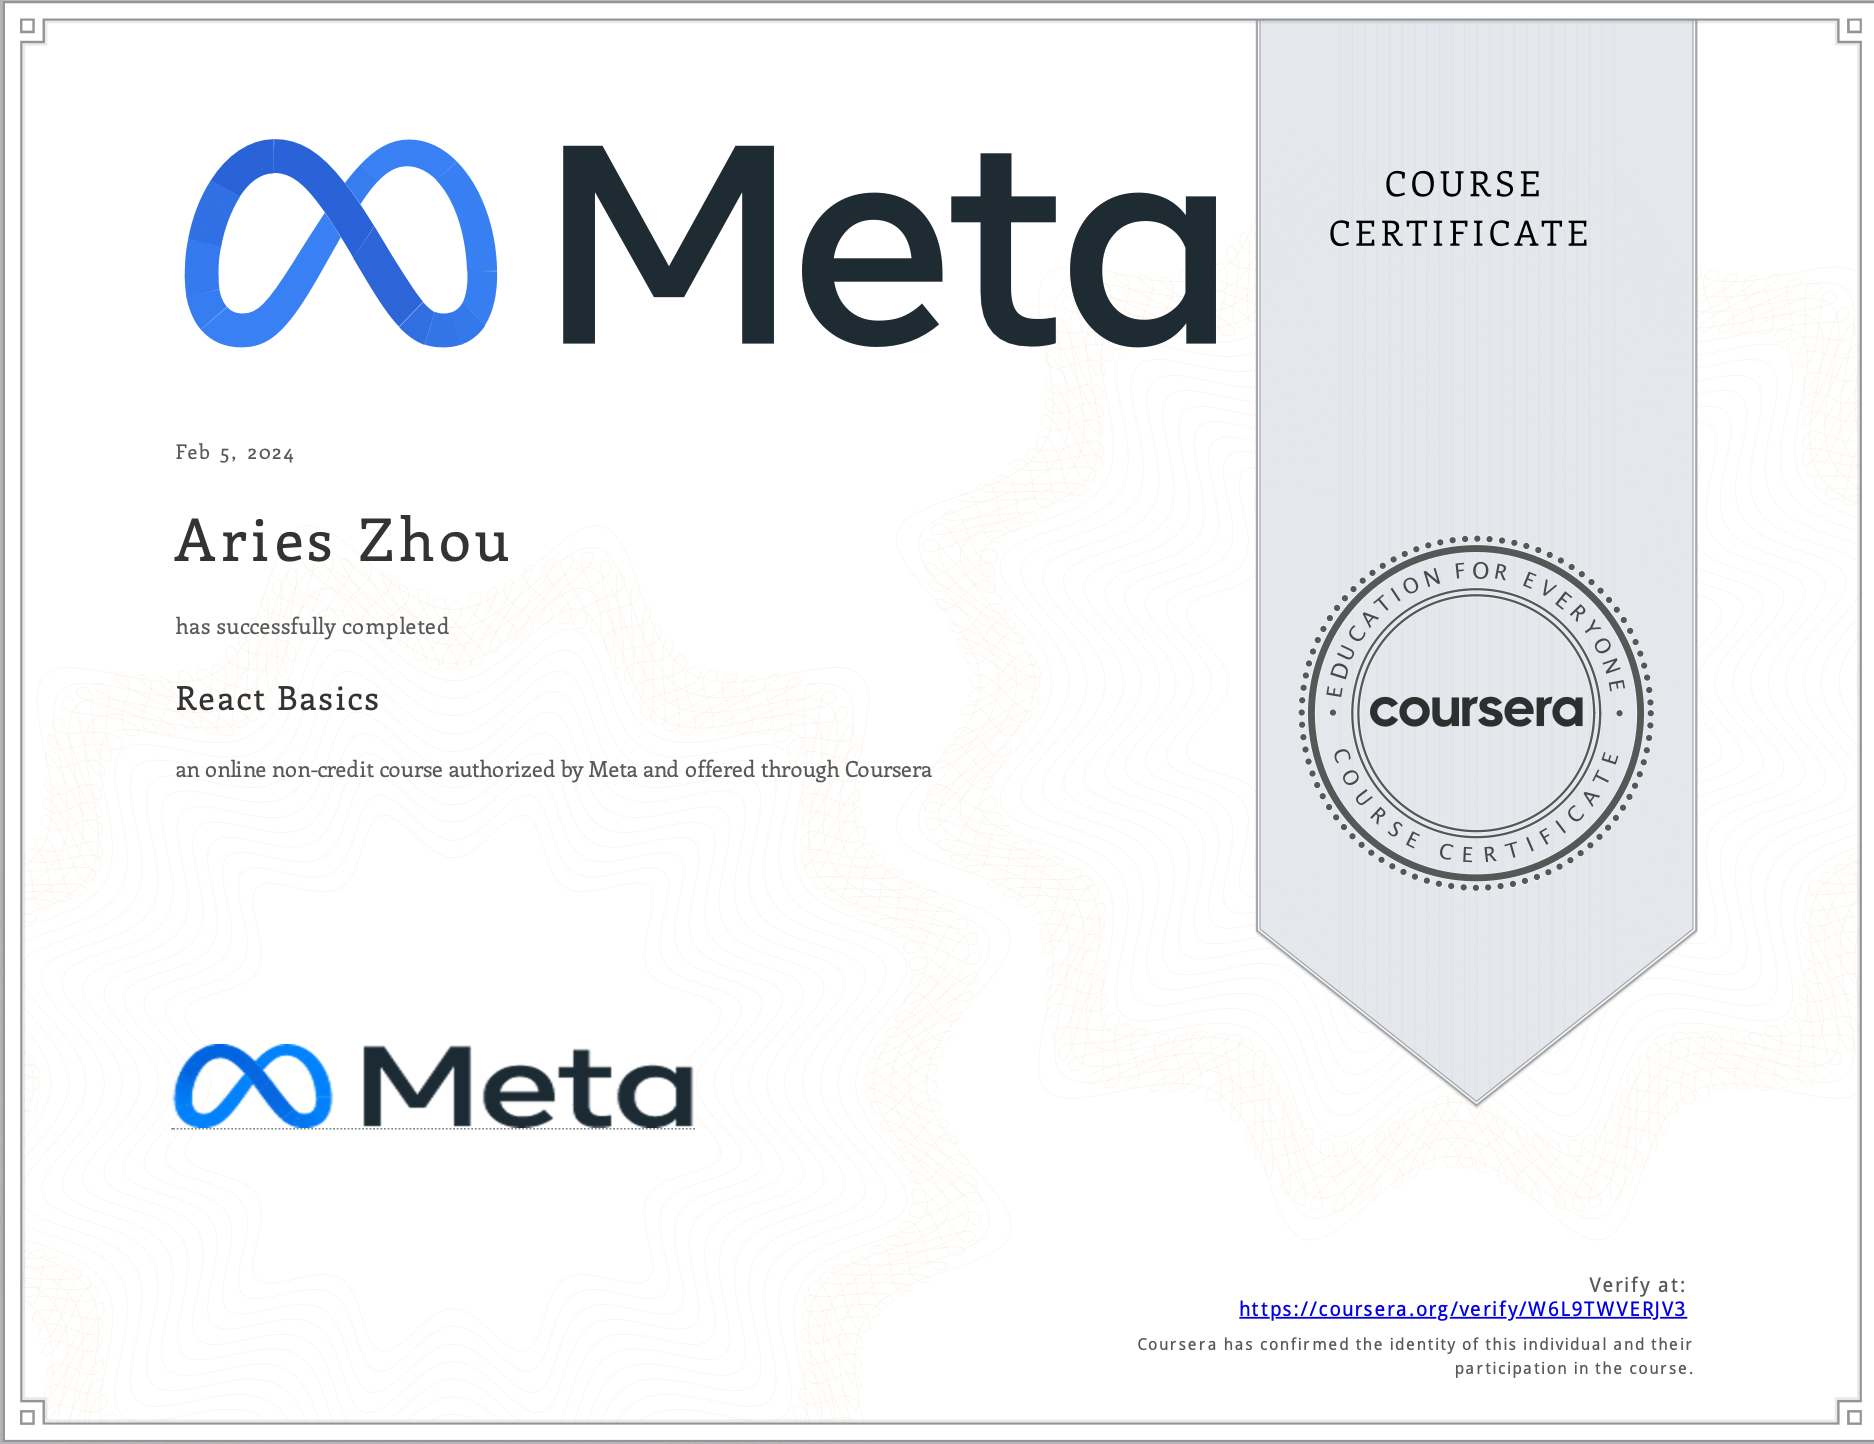 Meta
COURSE
CERTIFICATE
Feb 5, 2024
Aries Zhou
has successfully completed
React Basics
an online non-credit course authorized by Meta and offered through Coursera
EDUCATION FOR EVERYONE
coursera
COURSE CERTIFICATE
Meta
Verify at:
https://coursera.org/verify/W6L9TWVERJV3
Coursera has confirmed the identity of this individual and their
participation in the course.